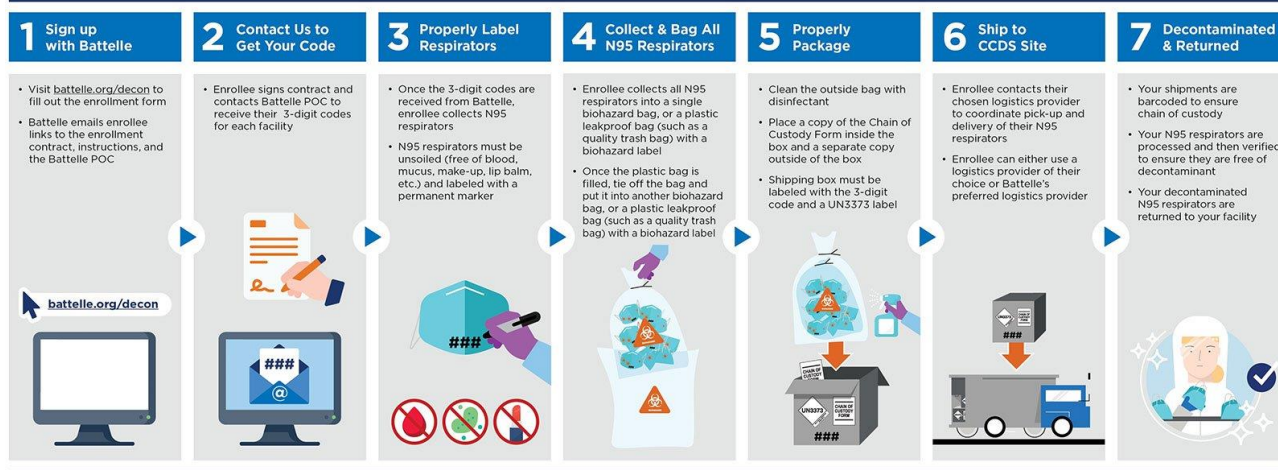 1 Sign up
with Battelle
• Visit battelle.org/decon to
fill out the enrollment form
• Battelle emails enrollee
links to the enrollment
contract, instructions, and
the Battelle POC
battelle.org/decon
2 Contact Us to
Get Your Code
• Enrollee signs contract and
contacts Battelle POC to
receive their 3-digit codes
for each facility
###
@
3 Properly Label
Respirators
• Once the 3-digit codes are
received from Battelle,
enrollee collects N95
respirators
• N95 respirators must be
unsoiled (free of blood,
mucus, make-up, lip balm,
etc.) and labeled with a
permanent marker
###
4 Collect & Bag All
N95 Respirators
• Enrollee collects all N95
respirators into a single
biohazard bag, or a plastic
leakproof bag (such as a
quality trash bag) with a
biohazard label
• Once the plastic bag is
filled, tie off the bag and
put it into another biohazard
bag, or a plastic leakproof
bag (such as a quality trash
bag) with a biohazard label
5 Properly
Package
• Clean the outside bag with
disinfectant
• Place a copy of the Chain of
Custody Form inside the
box and a separate copy
outside of the box
• Shipping box must be
labeled with the 3-digit
code and a UN3373 label
CHAIN OF
CUSTODY
FORM
UN3373
CHAIN OF
CUSTODY
FORM
###
6 Ship to
CCDS Site
• Enrollee contacts their
chosen logistics provider
to coordinate pick-up and
delivery of their N95
respirators
• Enrollee can either use a
logistics provider of their
choice or Battelle's
preferred logistics provider
UN3373
###
7 Decontaminated
& Returned
• Your shipments are
barcoded to ensure
chain of custody
• Your N95 respirators are
processed and then verified
to ensure they are free of
decontaminant
• Your decontaminated
N95 respirators are
returned to your facility